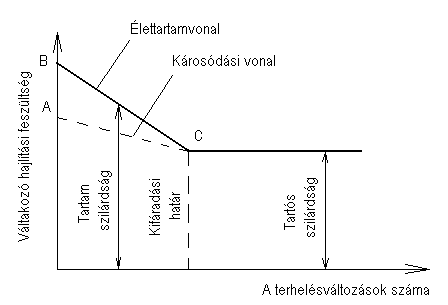 Élettartamvonal
Károsódási vonal
B
A
C
Váltakozó hajlítási feszültség
Tartam
szilárdság
Kifáradási
határ
Tartós
szilárdság
A terhelésváltozások száma